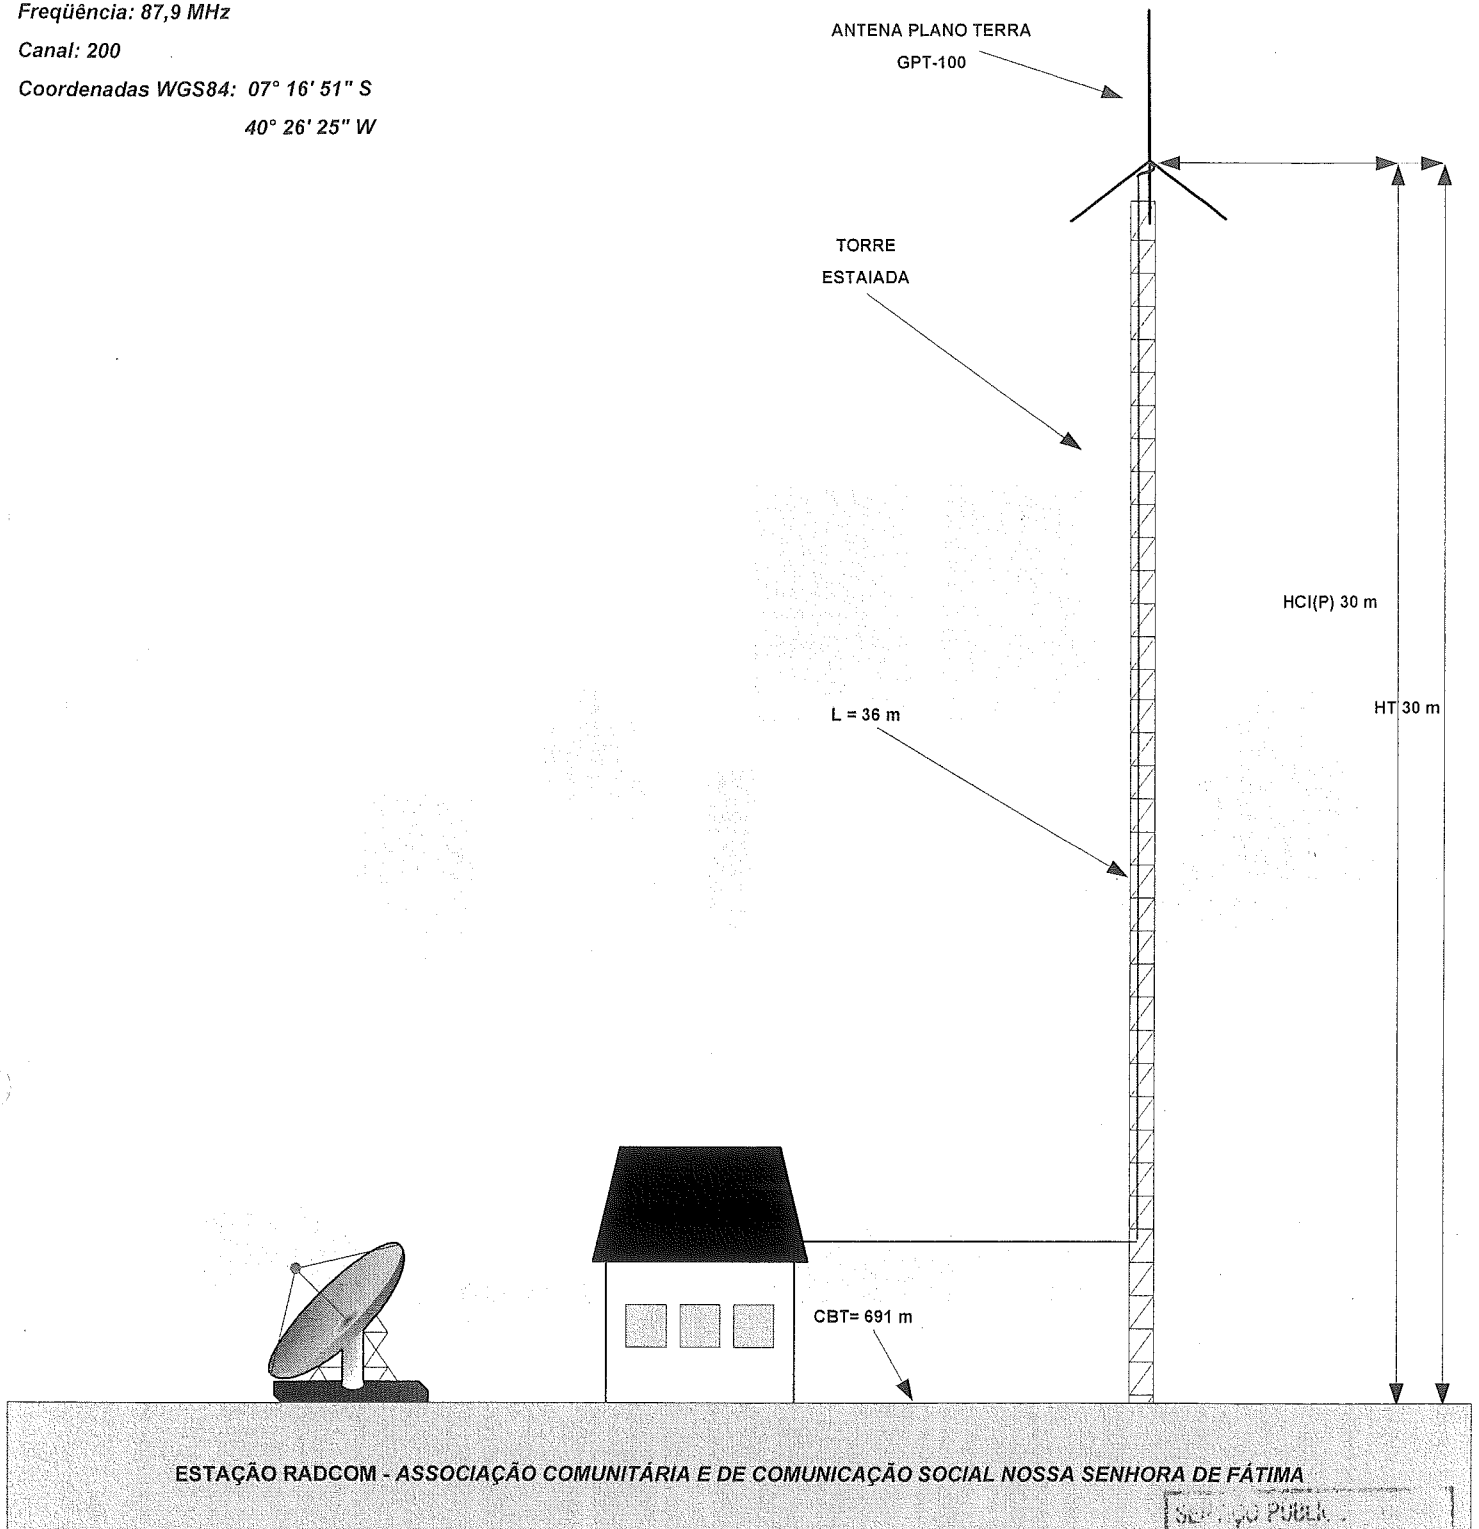 Freqüência: 87,9 MHz
Canal: 200
Coordenadas WGS84: 07° 16' 51" S
40° 26' 25" W
ANTENA PLANO TERRA
GPT-100
TORRE
ESTAIADA
HCI(P) 30 m
HT 30 m
L = 36 m
CBT= 691 m
ESTAÇÃO RADCOM - ASSOCIAÇÃO COMUNITÁRIA E DE COMUNICAÇÃO SOCIAL NOSSA SENHORA DE FÁTIMA